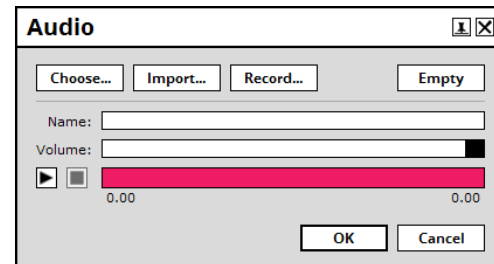 Audio
Choose... Import... Record... Empty
Name:
Volume:
0.00 0.00
OK Cancel